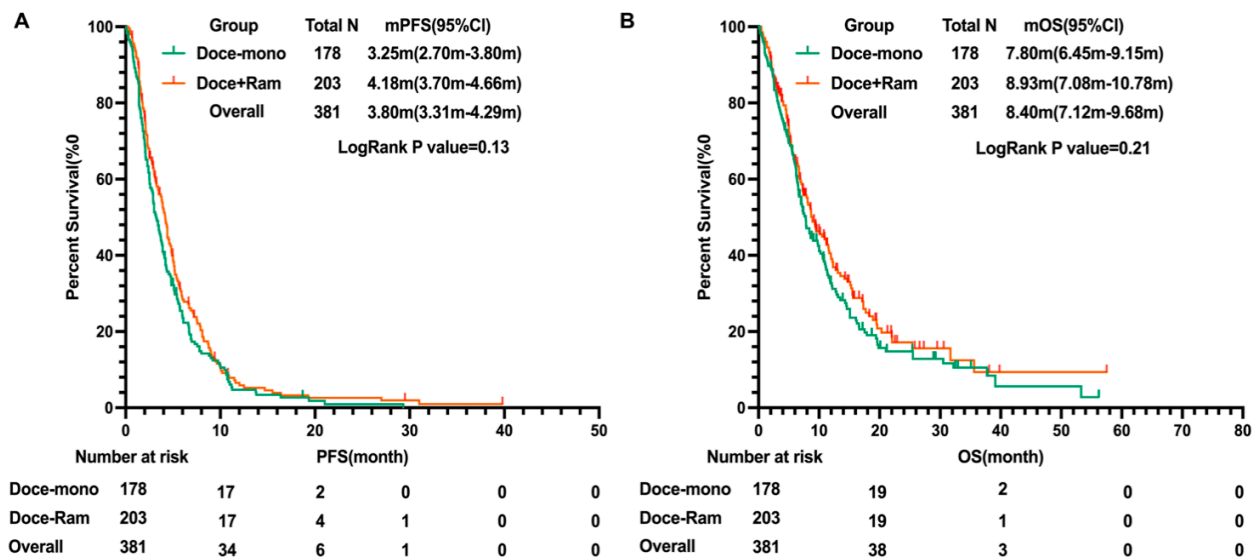 A
Group Total N mPFS(95%CI)
Doce-mono 178 3.25m(2.70m-3.80m)
Doce+Ram 203 4.18m(3.70m-4.66m)
Overall 381 3.80m(3.31m-4.29m)
LogRank P value=0.13
Percent Survival(%0
100
80
60
40
20
0
0 10 20 30 40 50
Number at risk PFS(month)
Doce-mono 178 17 2 0 0 0
Doce-Ram 203 17 4 1 0 0
Overall 381 34 6 1 0 0
B
Group Total N mOS(95%CI)
Doce-mono 178 7.80m(6.45m-9.15m)
Doce+Ram 203 8.93m(7.08m-10.78m)
Overall 381 8.40m(7.12m-9.68m)
LogRank P value=0.21
Percent Survival(%0
100
80
60
40
20
0
0 10 20 30 40 50 60 70 80
Number at risk OS(month)
Doce-mono 178 19 2 0 0
Doce-Ram 203 19 1 0 0
Overall 381 38 3 0 0